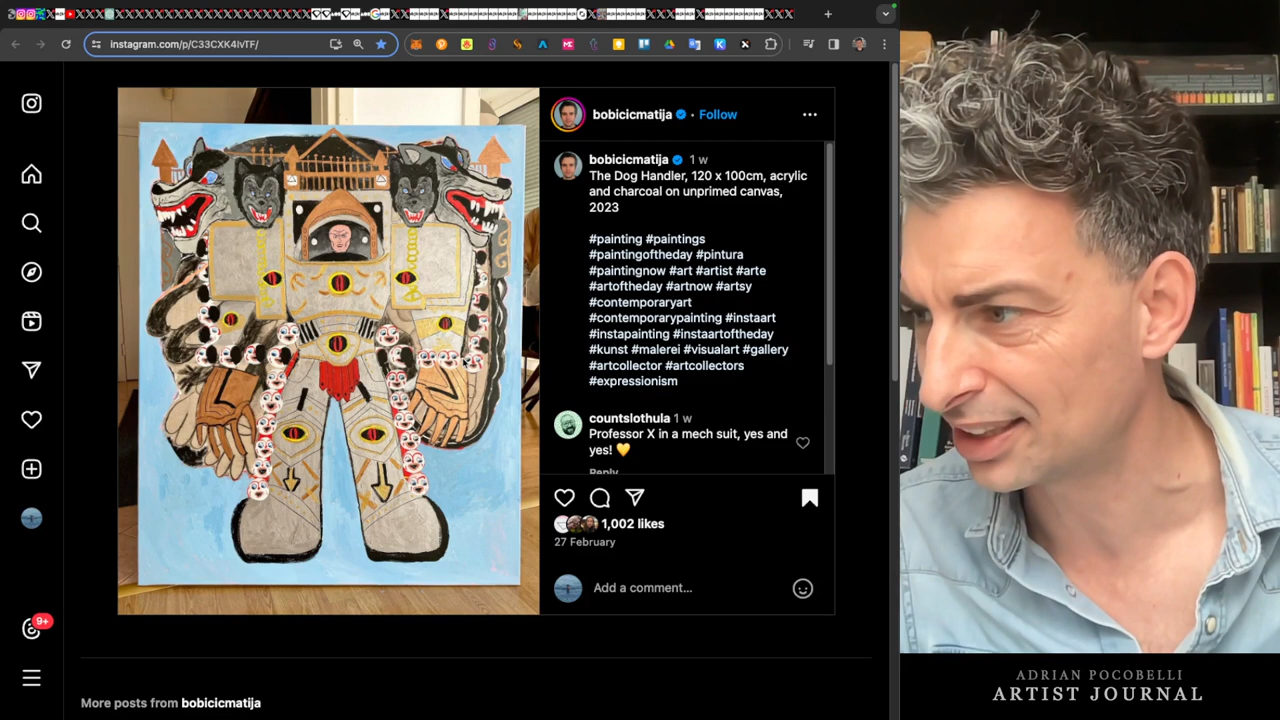 instagram.com/p/C33CXK4IvTF/
bobicicmatija • Follow
bobicicmatija 1 w
The Dog Handler, 120 x 100cm, acrylic
and charcoal on unprimed canvas,
2023
#painting #paintings
#paintingoftheday #pintura
#paintingnow #art #artist #arte
#artoftheday #artnow #artsy
#contemporaryart
#contemporarypainting #instaart
#instapainting #instaartoftheday
#kunst #malerei #visualart #gallery
#artcollector #artcollectors
#expressionism
countslothula 1 w
Professor X in a mech suit, yes and
yes! 💛
Reply
1,002 likes
27 February
Add a comment...
9+
More posts from bobicicmatija
ADRIAN POCOBELLI
ARTIST JOURNAL